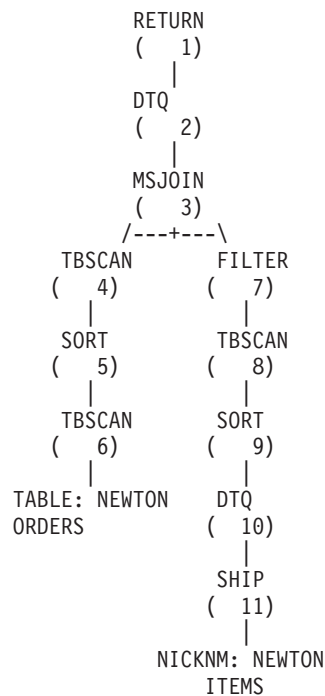 RETURN
( 1)
|
DTQ
( 2)
|
MSJOIN
( 3)
/---+---\
TBSCAN FILTER
( 4) ( 7)
| |
SORT TBSCAN
( 5) ( 8)
| |
TBSCAN SORT
( 6) ( 9)
| |
TABLE: NEWTON DTQ
ORDERS ( 10)
|
SHIP
( 11)
|
NICKNM: NEWTON
ITEMS